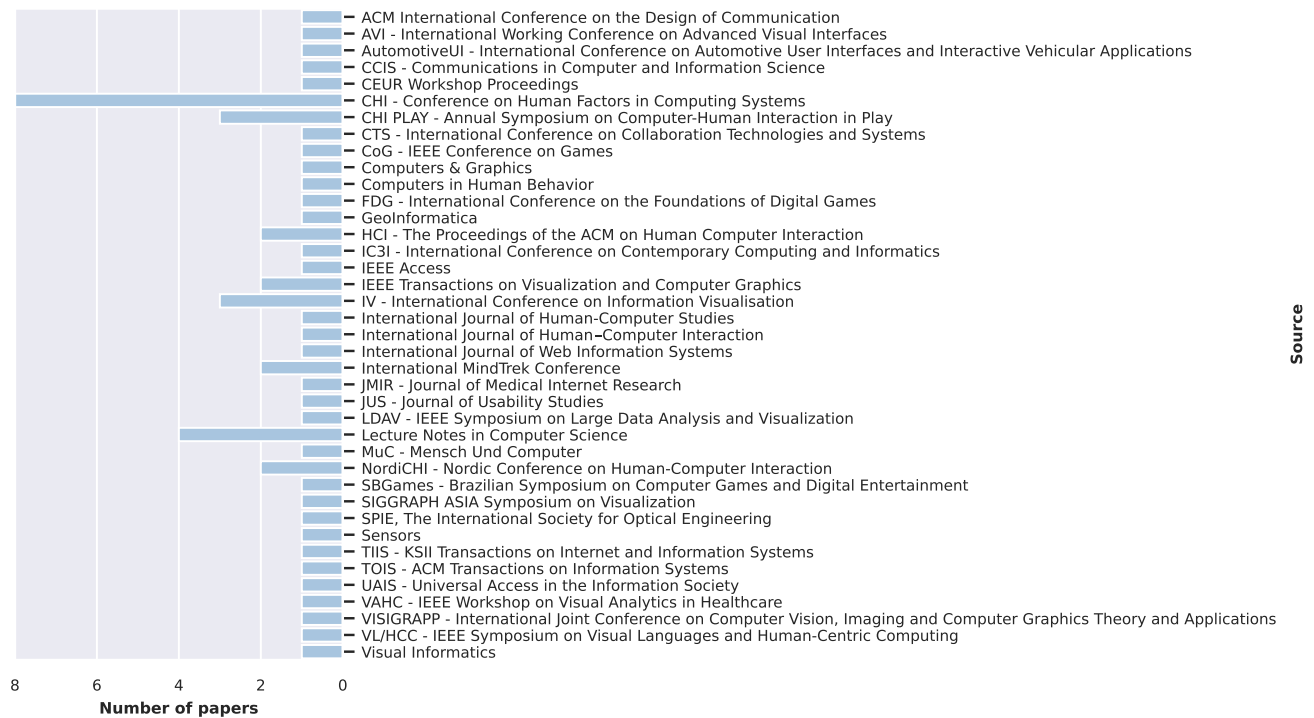 ACM International Conference on the Design of Communication
AVI - International Working Conference on Advanced Visual Interfaces
AutomotiveUI - International Conference on Automotive User Interfaces and Interactive Vehicular Applications
CCIS - Communications in Computer and Information Science
CEUR Workshop Proceedings
CHI - Conference on Human Factors in Computing Systems
CHI PLAY - Annual Symposium on Computer-Human Interaction in Play
CTS - International Conference on Collaboration Technologies and Systems
CoG - IEEE Conference on Games
Computers & Graphics
Computers in Human Behavior
FDG - International Conference on the Foundations of Digital Games
GeoInformatica
HCI - The Proceedings of the ACM on Human Computer Interaction
IC3I - International Conference on Contemporary Computing and Informatics
IEEE Access
IEEE Transactions on Visualization and Computer Graphics
IV - International Conference on Information Visualisation
International Journal of Human-Computer Studies
International Journal of Human–Computer Interaction
International Journal of Web Information Systems
International MindTrek Conference
JMIR - Journal of Medical Internet Research
JUS - Journal of Usability Studies
LDAV - IEEE Symposium on Large Data Analysis and Visualization
Lecture Notes in Computer Science
MuC - Mensch Und Computer
NordiCHI - Nordic Conference on Human-Computer Interaction
SBGames - Brazilian Symposium on Computer Games and Digital Entertainment
SIGGRAPH ASIA Symposium on Visualization
SPIE, The International Society for Optical Engineering
Sensors
TIIS - KSII Transactions on Internet and Information Systems
TOIS - ACM Transactions on Information Systems
UAIS - Universal Access in the Information Society
VAHC - IEEE Workshop on Visual Analytics in Healthcare
VISIGRAPP - International Joint Conference on Computer Vision, Imaging and Computer Graphics Theory and Applications
VL/HCC - IEEE Symposium on Visual Languages and Human-Centric Computing
Visual Informatics
Source
8 6 4 2 0
Number of papers